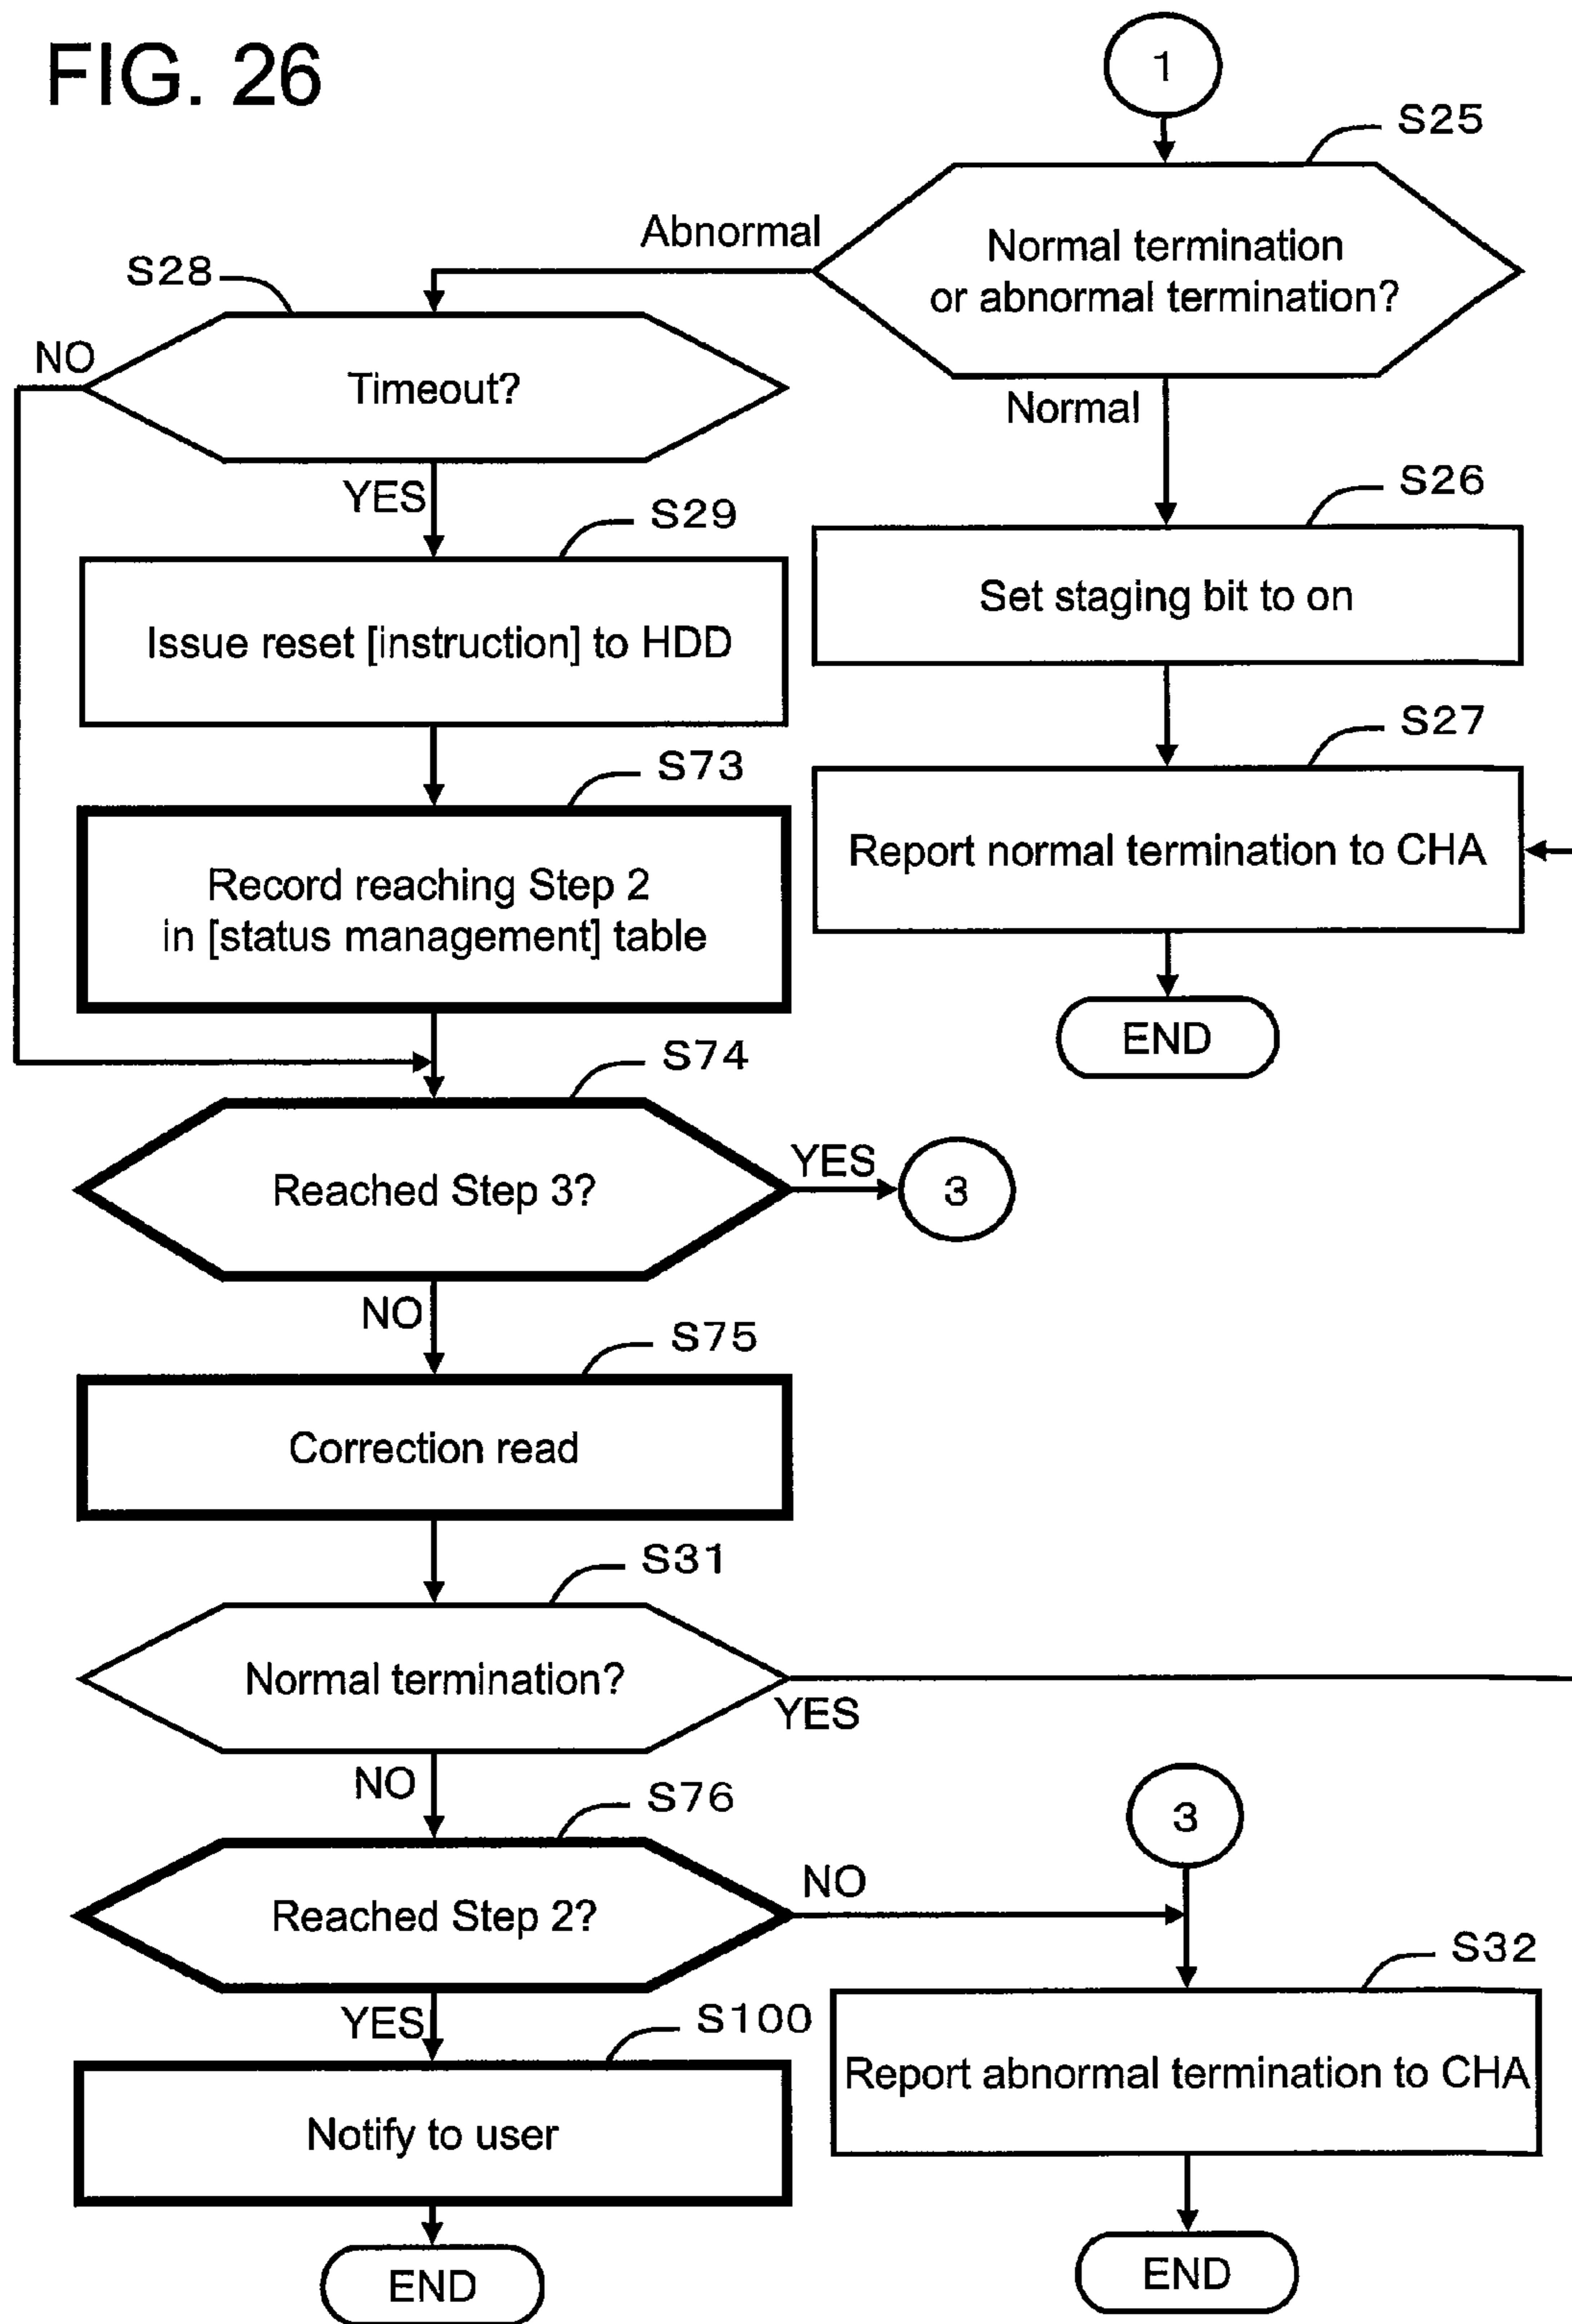 FIG. 26
1
S25
Normal termination
or abnormal termination?
Abnormal
Normal
S28
Timeout?
NO
YES
S29
Issue reset [instruction] to HDD
S26
Set staging bit to on
S27
Report normal termination to CHA
END
S73
Record reaching Step 2
in [status management] table
S74
Reached Step 3?
YES
3
NO
S75
Correction read
S31
Normal termination?
YES
NO
S76
Reached Step 2?
NO
3
YES
S32
Report abnormal termination to CHA
END
S100
Notify to user
END